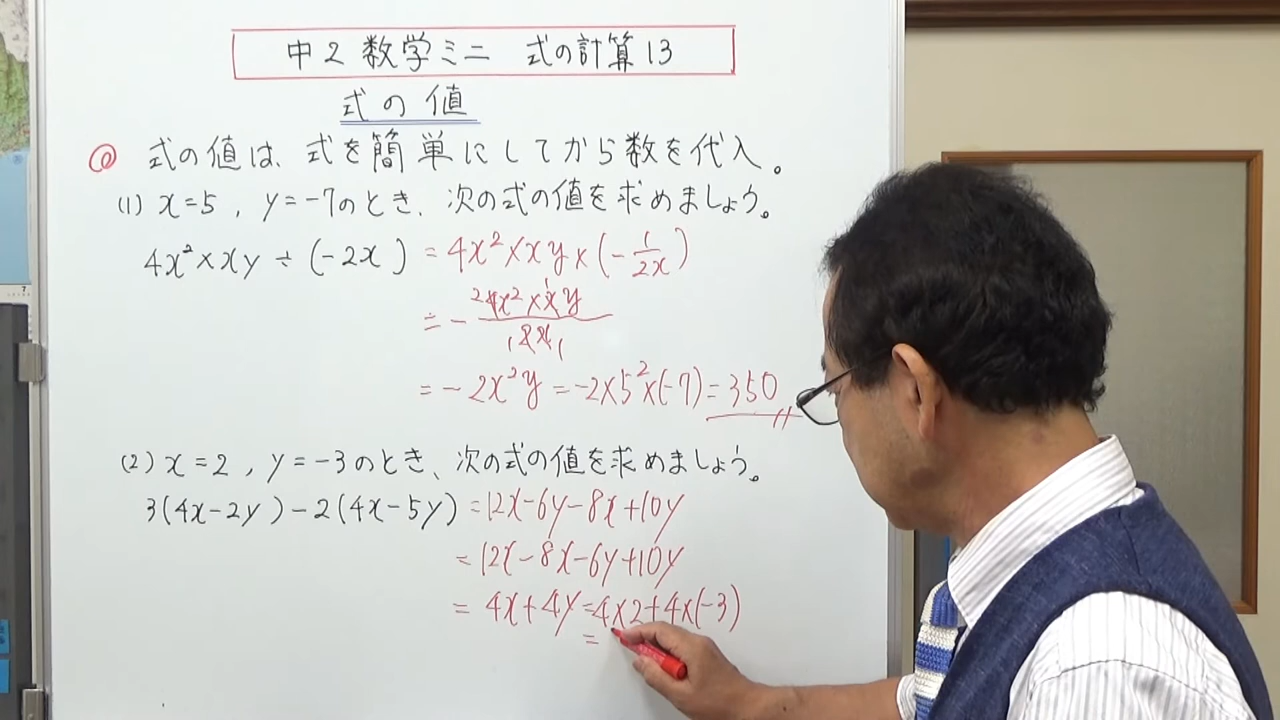 中2 数学ミニ 式の計算13
式の値
◎ 式の値は、式を簡単にしてから数を代入。
(1) x=5, y=-7のとき、次の式の値を求めましょう。
4x²×xy÷(-2x) = 4x²×xy×(-1/2x)
= - 4x²×xy / 2x
= -2x²y = -2×5²×(-7) = 350
(2) x=2, y=-3のとき、次の式の値を求めましょう。
3(4x-2y)-2(4x-5y) = 12x-6y-8x+10y
= 12x-8x-6y+10y
= 4x+4y = 4×2+4×(-3)
=